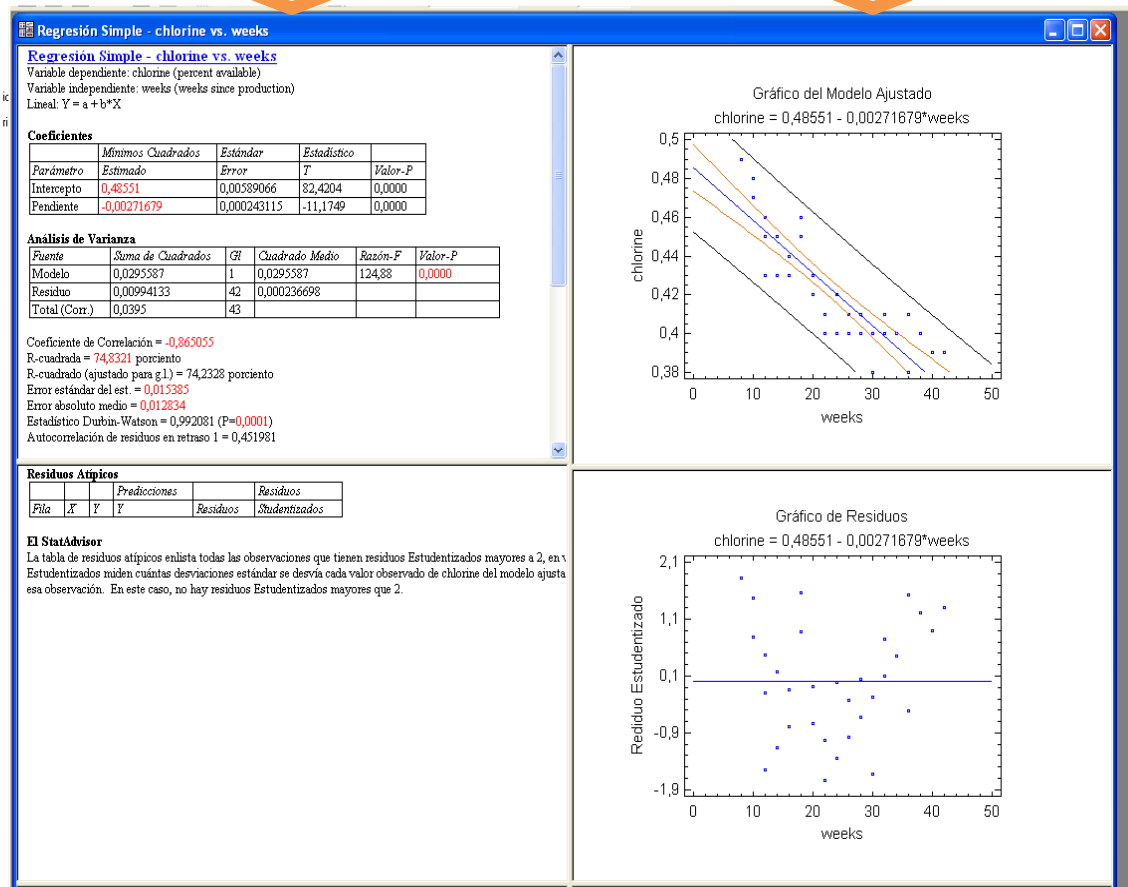 Regresión Simple - chlorine vs. weeks
Regresión Simple - chlorine vs. weeks
Variable dependiente: chlorine (percent available)
Variable independiente: weeks (weeks since production)
Lineal: Y = a + b*X
Coeficientes
Mínimos Cuadrados Estándar Estadístico
Parámetro Estimado Error T Valor-P
Intercepto 0,48551 0,00589066 82,4204 0,0000
Pendiente -0,00271679 0,000243115 -11,1749 0,0000
Análisis de Varianza
Fuente Suma de Cuadrados Gl Cuadrado Medio Razón-F Valor-P
Modelo 0,0295587 1 0,0295587 124,88 0,0000
Residuo 0,00994133 42 0,000236698
Total (Corr.) 0,0395 43
Coeficiente de Correlación = -0,865055
R-cuadrada = 74,8321 porciento
R-cuadrado (ajustado para g.l.) = 74,2328 porciento
Error estándar del est. = 0,015385
Error absoluto medio = 0,012834
Estadístico Durbin-Watson = 0,992081 (P=0,0001)
Autocorrelación de residuos en retraso 1 = 0,451981
Gráfico del Modelo Ajustado
chlorine = 0,48551 - 0,00271679*weeks
0,5
0,48
0,46
0,44
0,42
0,4
0,38
chlorine
0 10 20 30 40 50
weeks
Residuos Atípicos
Predicciones Residuos
Fila X Y Y Residuos Studentizados
El StatAdvisor
La tabla de residuos atípicos enlista todas las observaciones que tienen residuos Estudentizados mayores a 2, en v
Estudentizados miden cuántas desviaciones estándar se desvía cada valor observado de chlorine del modelo ajusta
esa observación. En este caso, no hay residuos Estudentizados mayores que 2.
Gráfico de Residuos
chlorine = 0,48551 - 0,00271679*weeks
2,1
1,1
0,1
-0,9
-1,9
Rediduo Estudentizado
0 10 20 30 40 50
weeks